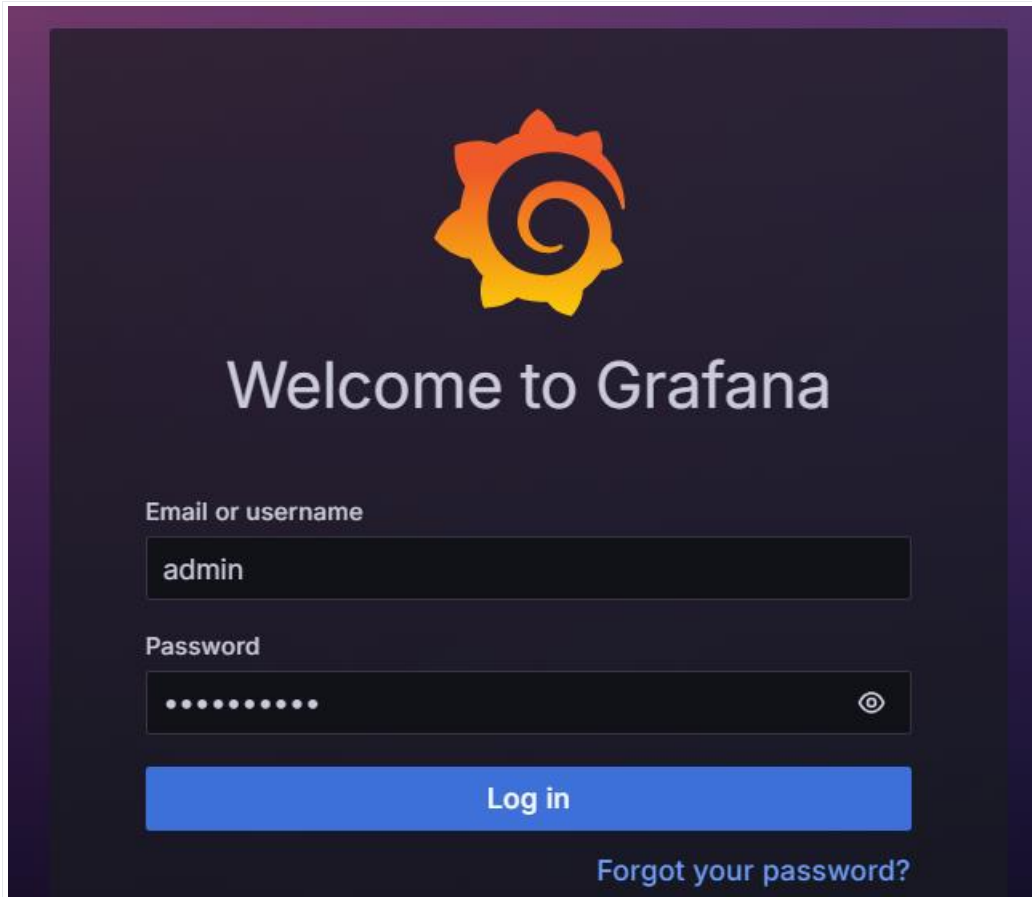 Welcome to Grafana
Email or username
admin
Password
••••••••••
Log in
Forgot your password?